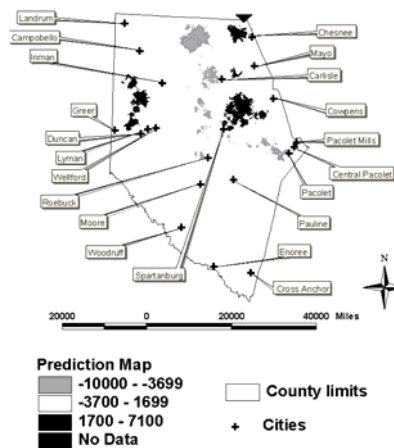 Landrum
Campobello
Inman
Greer
Duncan
Lyman
Wellford
Roebuck
Moore
Woodruff
Spartanburg
Chesnee
Mayo
Carlisle
Cowpens
Pacolet Mills
Central Pacolet
Pacolet
Pauline
Enoree
Cross Anchor
N
20000 0 20000 40000 Miles
Prediction Map
-10000 - -3699
-3700 - 1699
1700 - 7100
No Data
County limits
Cities